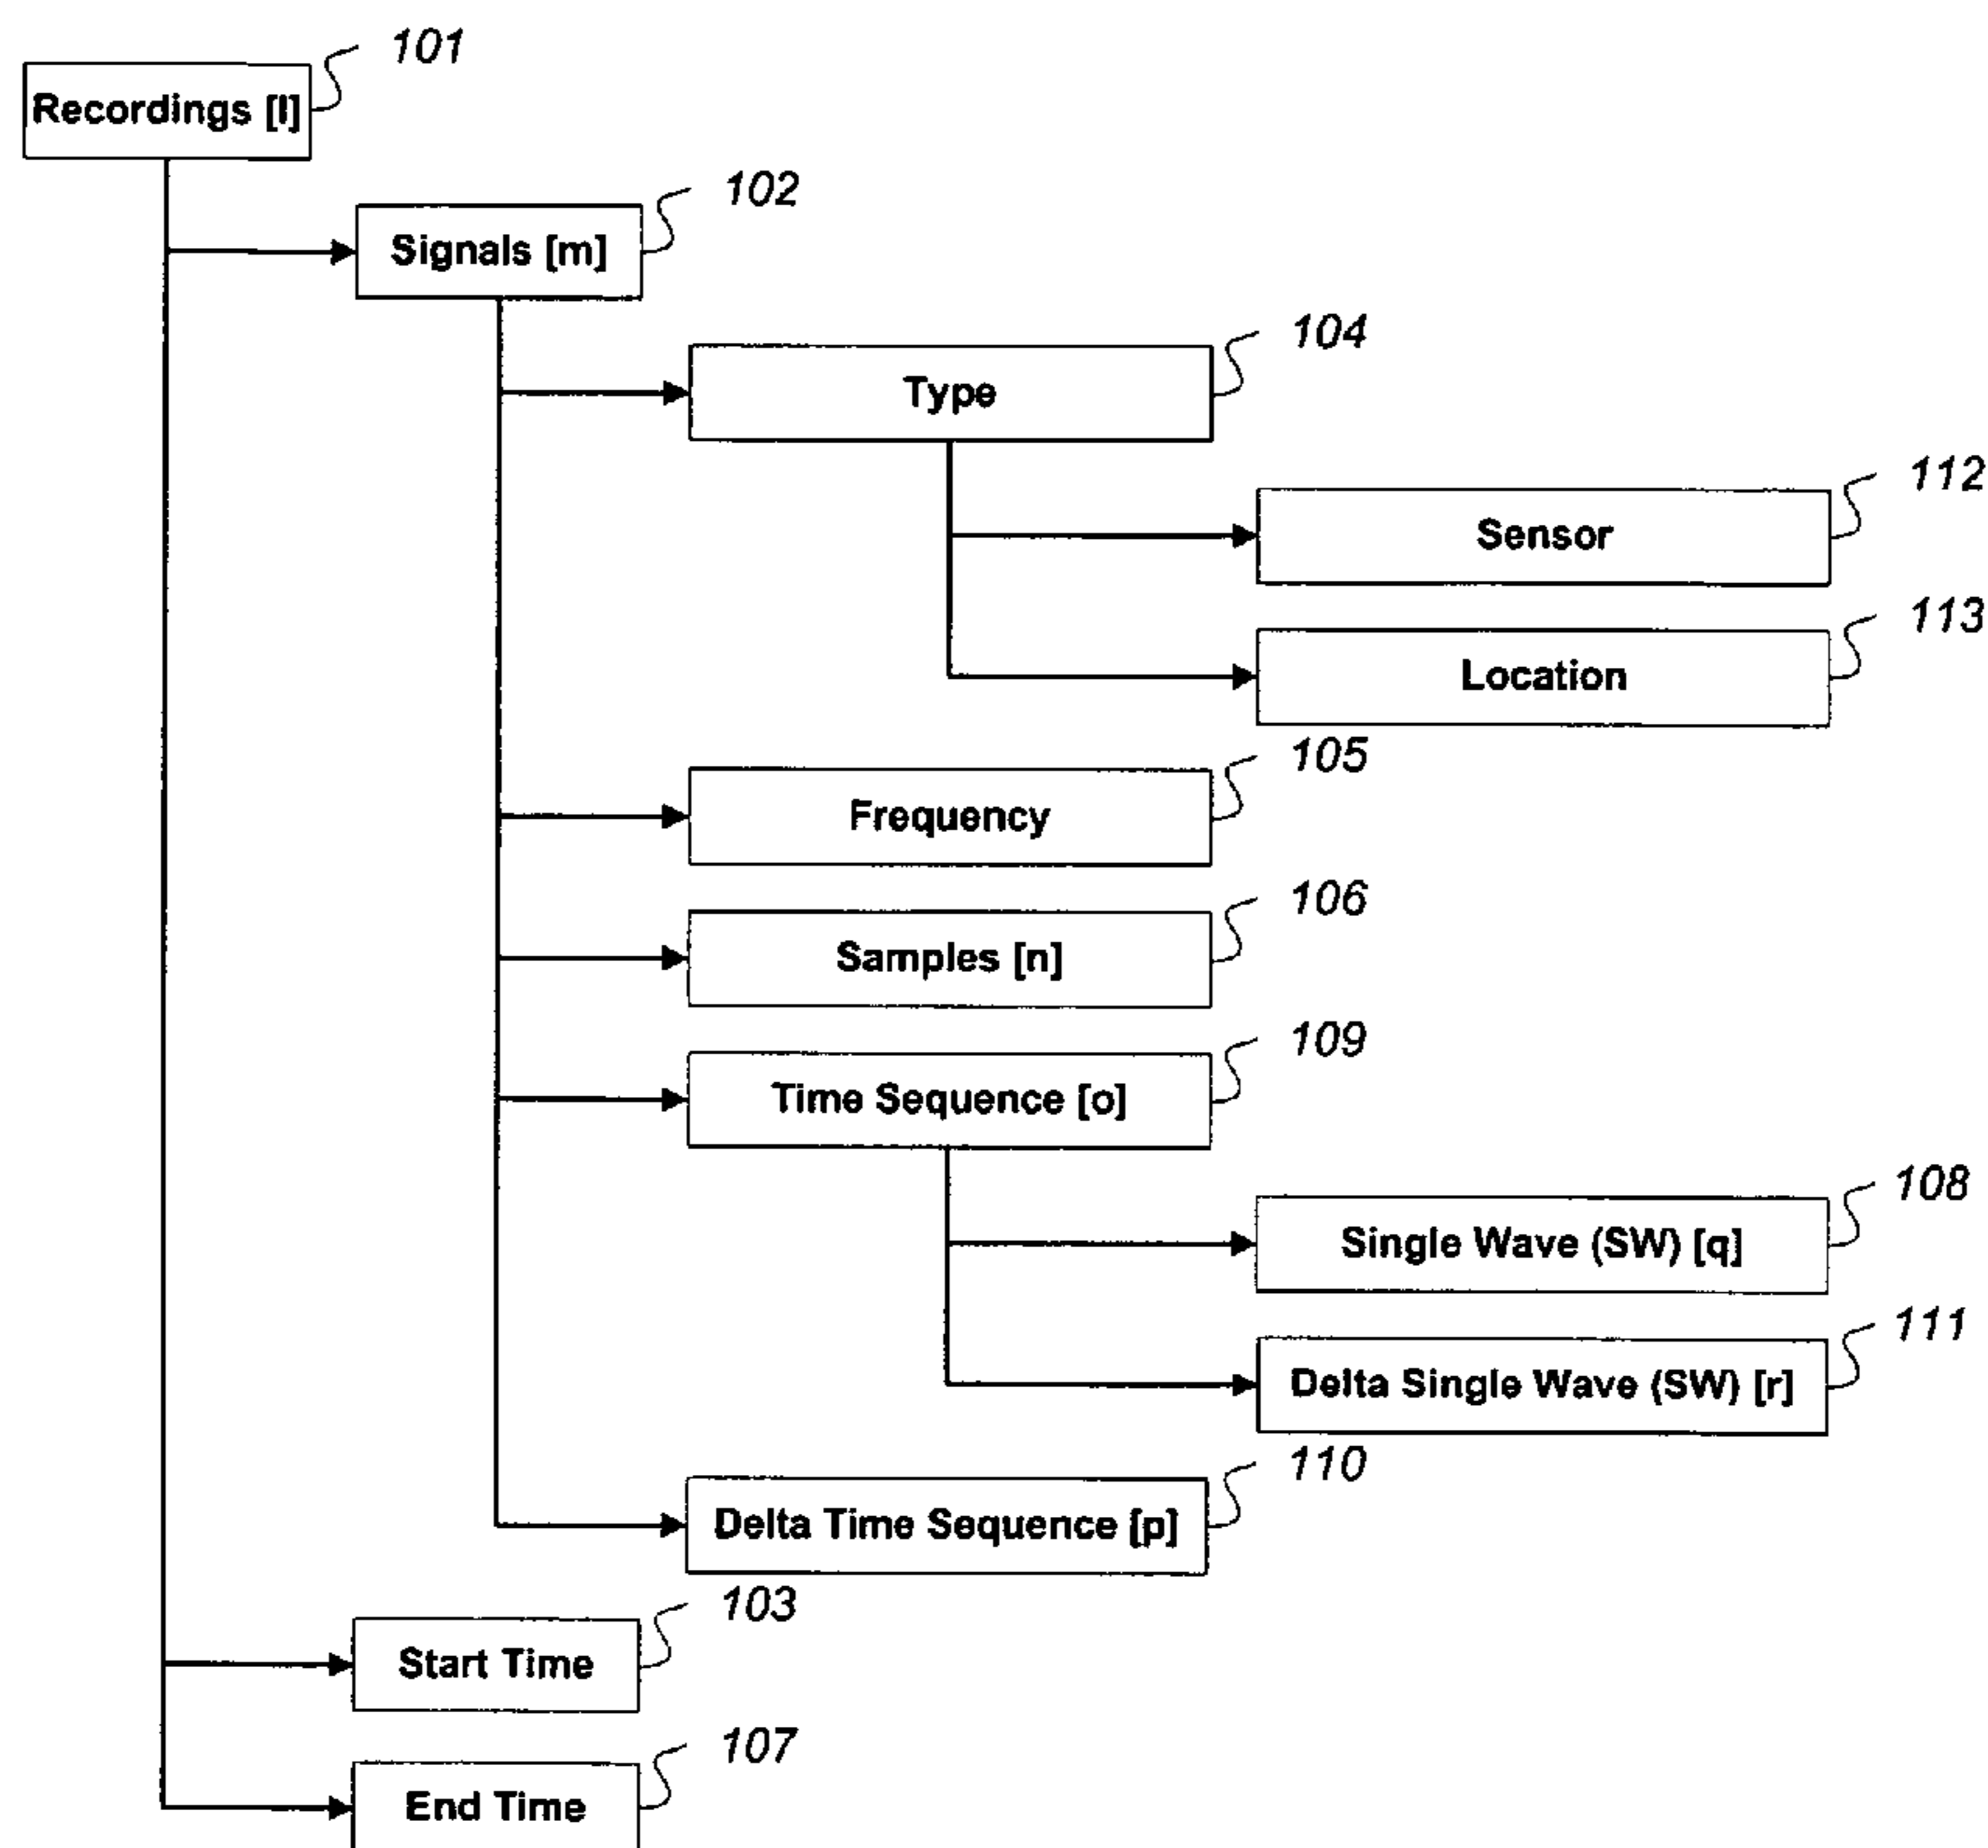 101
Recordings [l]
102
Signals [m]
104
Type
112
Sensor
113
Location
105
Frequency
106
Samples [n]
109
Time Sequence [o]
108
Single Wave (SW) [q]
111
Delta Single Wave (SW) [r]
110
Delta Time Sequence [p]
103
Start Time
107
End Time